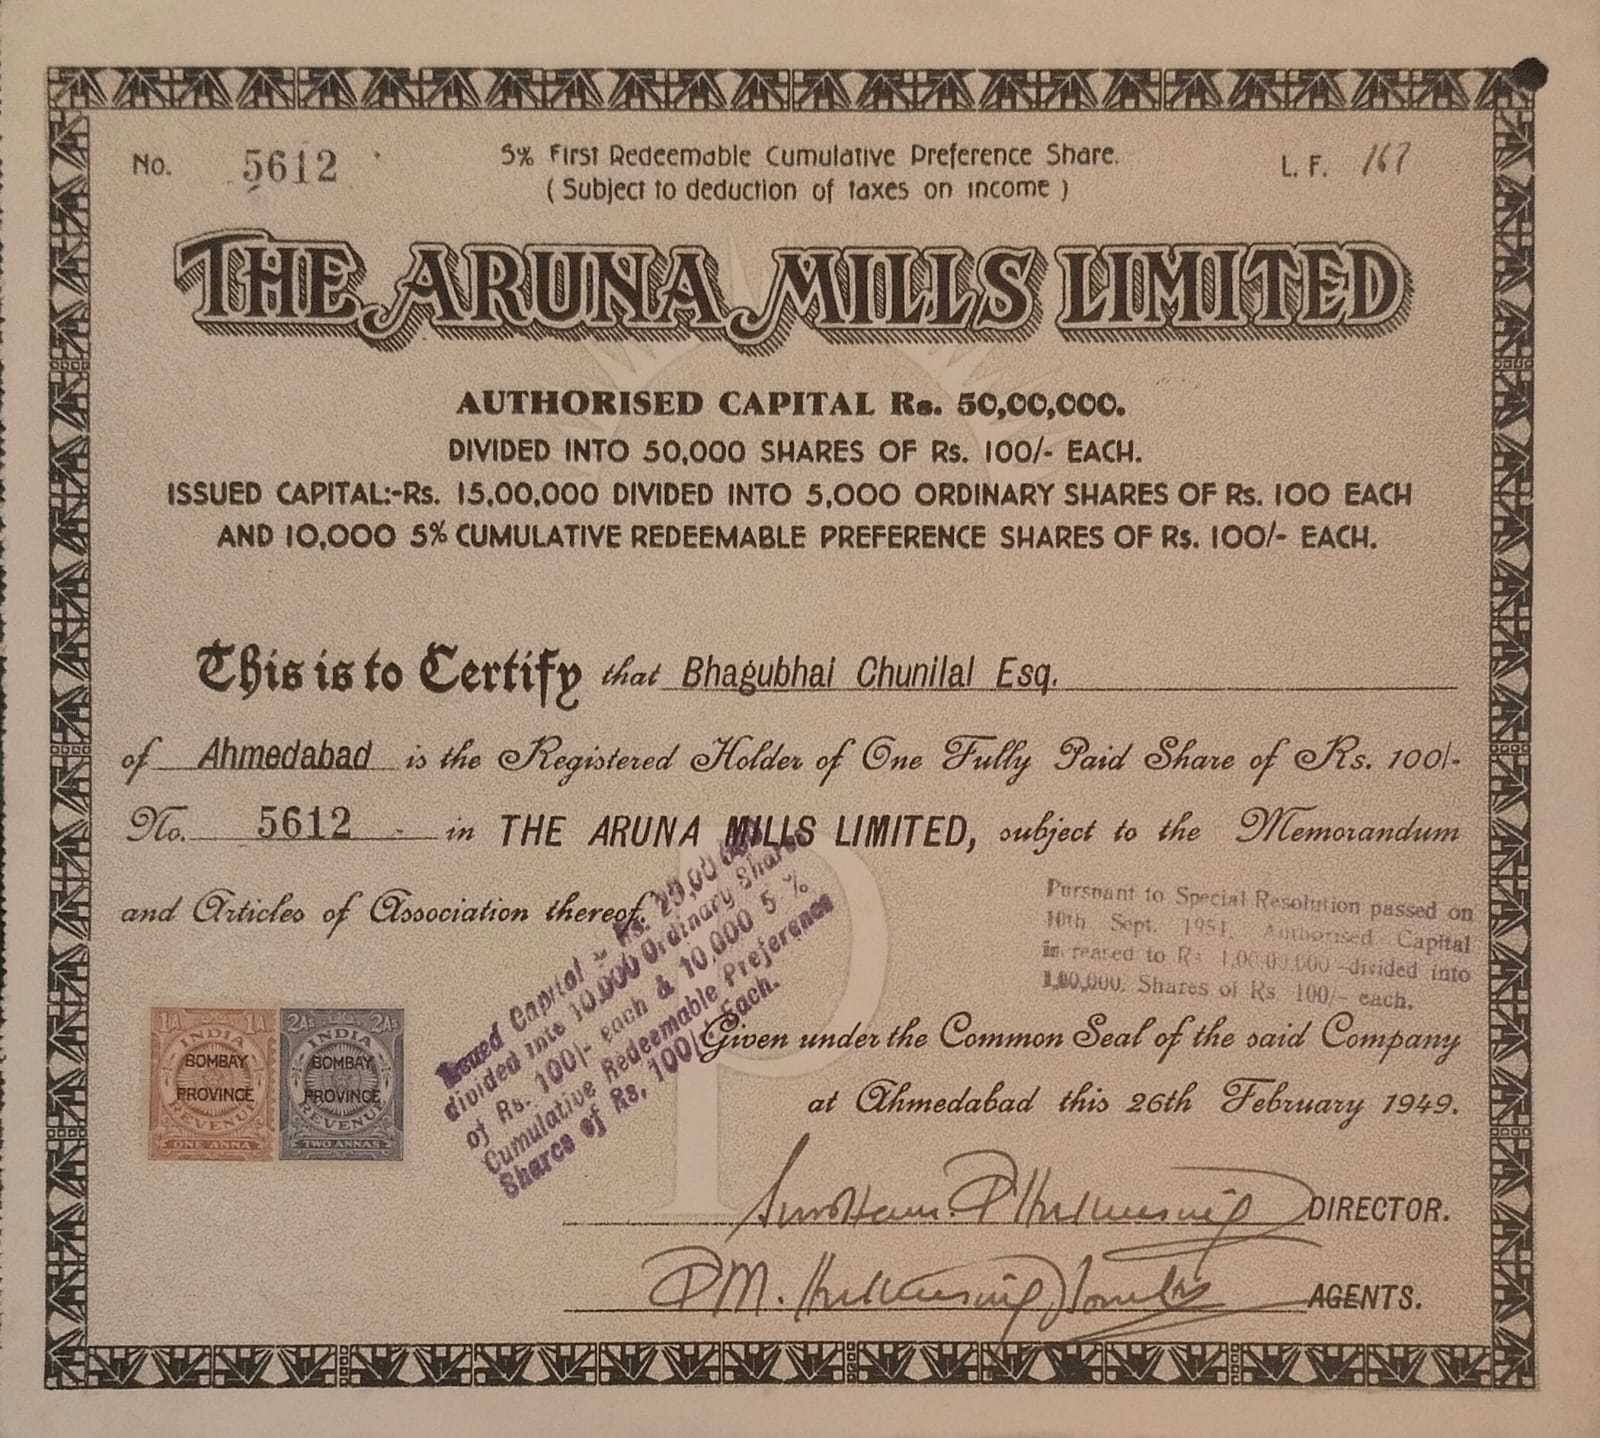 No. 5612
5% First Redeemable Cumulative Preference Share.
L. F. 167
( Subject to deduction of taxes on income )
THE ARUNA MILLS LIMITED
AUTHORISED CAPITAL Rs. 50,00,000.
DIVIDED INTO 50,000 SHARES OF Rs. 100/- EACH.
ISSUED CAPITAL:-Rs. 15,00,000 DIVIDED INTO 5,000 ORDINARY SHARES OF Rs. 100 EACH
AND 10,000 5% CUMULATIVE REDEEMABLE PREFERENCE SHARES OF Rs. 100/- EACH.
This is to Certify that Bhagubhai Chunilal Esq.
of Ahmedabad is the Registered Holder of One Fully Paid Share of Rs. 100/-
No. 5612 in THE ARUNA MILLS LIMITED, subject to the Memorandum
and Articles of Association thereof.
Pursuant to Special Resolution passed on
10th Sept. 1951. Authorised Capital
increased to Rs 1,00,00,000 divided into
1,00,000. Shares of Rs 100/- each.
Issued Capital :- Rs.
divided into 10,000 Ordinary Shares
of Rs. 100/- each & 10,000 5 %
Cumulative Redeemable Preference
Shares of Rs. 100/- Each.
1A 1A
INDIA
BOMBAY
PROVINCE
REVENUE
ONE ANNA
2As 2As
INDIA
BOMBAY
PROVINCE
REVENUE
TWO ANNAS
Given under the Common Seal of the said Company
at Ahmedabad this 26th February 1949.
DIRECTOR.
AGENTS.